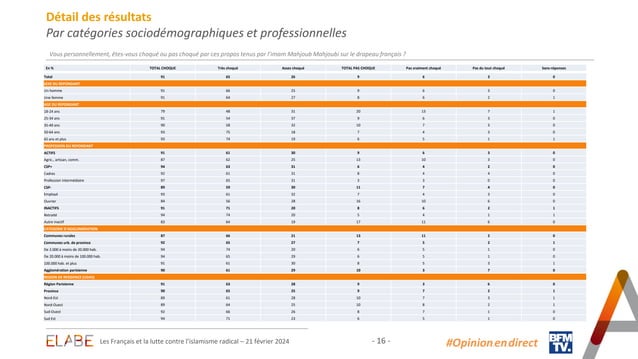 Détail des résultats
Par catégories sociodémographiques et professionnelles
Vous personnellement, êtes-vous choqué ou pas choqué par ces propos tenus par l'imam Mahjoub Mahjoubi sur le drapeau français ?
En % TOTAL CHOQUE Très choqué Assez choqué TOTAL PAS CHOQUE Pas vraiment choqué Pas du tout choqué Sans réponses
Total 91 65 26 9 6 3 0
SEXE DU REPONDANT
Un homme 91 66 25 9 6 3 0
Une femme 91 64 27 8 6 2 1
AGE DU REPONDANT
18-24 ans 79 48 31 20 13 7 1
25-34 ans 91 54 37 9 6 3 0
35-49 ans 90 58 32 10 7 3 0
50-64 ans 93 75 18 7 4 3 0
65 ans et plus 93 74 19 6 5 1 1
PROFESSION DU REPONDANT
ACTIFS 91 61 30 9 6 3 0
Agric., artisan, comm. 87 62 25 13 10 3 0
CSP+ 94 63 31 6 4 2 0
Cadres 92 61 31 8 4 4 0
Profession intermédiaire 97 65 31 3 3 0 0
CSP- 89 59 30 11 7 4 0
Employé 93 61 32 7 4 3 0
Ouvrier 84 56 28 16 10 6 0
INACTIFS 91 71 20 8 6 2 1
Retraité 94 74 20 5 4 1 1
Autre inactif 83 64 19 17 11 6 0
CATEGORIE D'AGGLOMERATION
Communes rurales 87 66 21 13 11 2 0
Communes urb. de province 92 65 27 7 5 2 1
De 2.000 à moins de 20.000 hab. 94 74 20 6 5 1 0
De 20.000 à moins de 100.000 hab. 94 65 29 6 5 1 0
100.000 hab. et plus 91 61 30 8 5 3 1
Agglomération parisienne 90 61 29 10 3 7 0
REGION DE RESIDENCE (UDA5)
Région Parisienne 91 63 28 9 3 6 0
Province 90 65 25 9 7 2 1
Nord-Est 89 61 28 10 7 3 1
Nord-Ouest 89 64 25 10 8 2 1
Sud-Ouest 92 66 26 8 7 1 0
Sud-Est 94 71 23 6 5 1 0
ELABE Les Français et la lutte contre l'islamisme radical – 21 février 2024 - 16 - #Opinion en direct BFM TV.